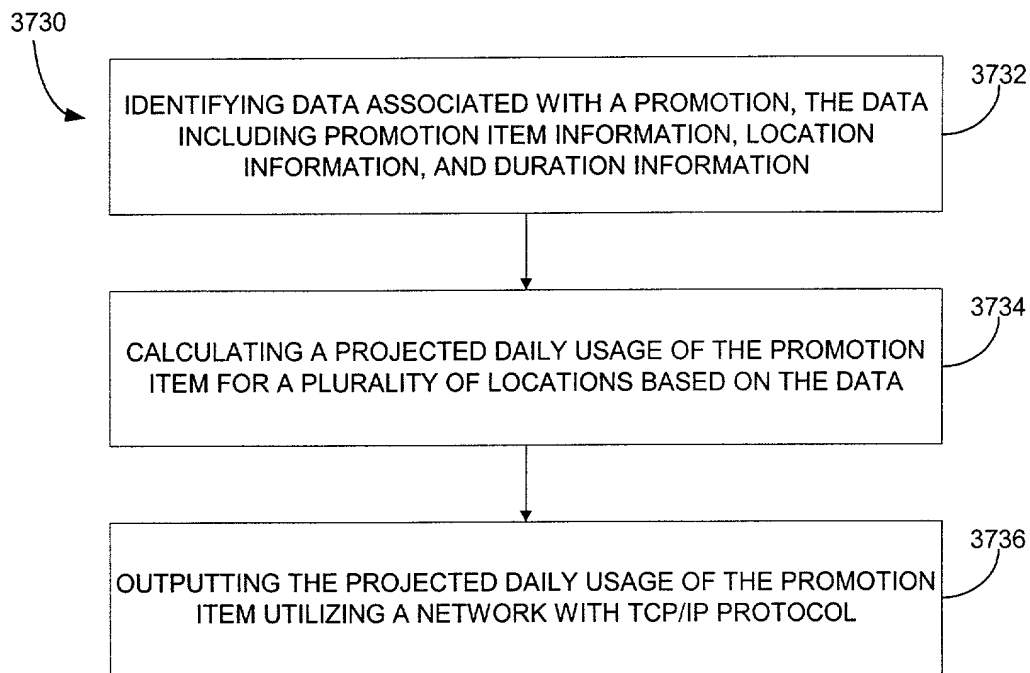 3730
3732
IDENTIFYING DATA ASSOCIATED WITH A PROMOTION, THE DATA
INCLUDING PROMOTION ITEM INFORMATION, LOCATION
INFORMATION, AND DURATION INFORMATION
3734
CALCULATING A PROJECTED DAILY USAGE OF THE PROMOTION
ITEM FOR A PLURALITY OF LOCATIONS BASED ON THE DATA
3736
OUTPUTTING THE PROJECTED DAILY USAGE OF THE PROMOTION
ITEM UTILIZING A NETWORK WITH TCP/IP PROTOCOL